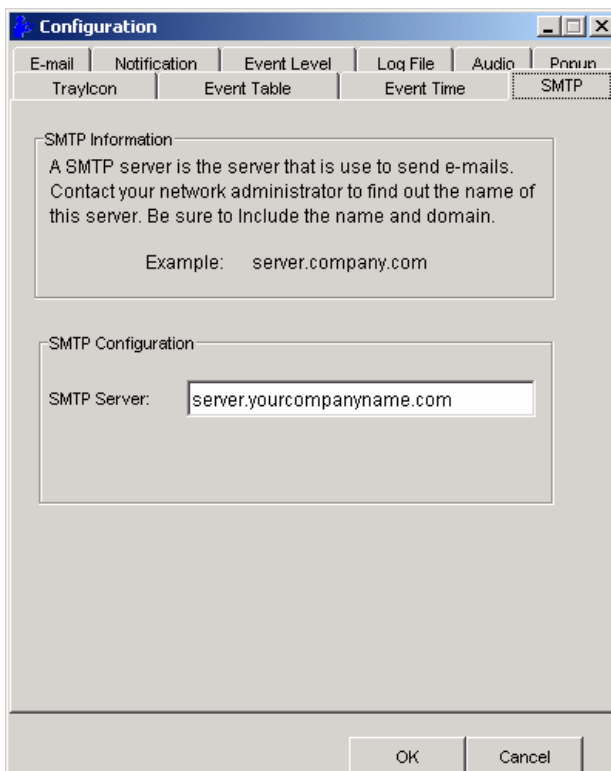 Configuration
E-mail Notification Event Level Log File Audio Popup
TrayIcon Event Table Event Time SMTP
SMTP Information
A SMTP server is the server that is use to send e-mails.
Contact your network administrator to find out the name of
this server. Be sure to Include the name and domain.
Example: server.company.com
SMTP Configuration
SMTP Server: server.yourcompanyname.com
OK Cancel